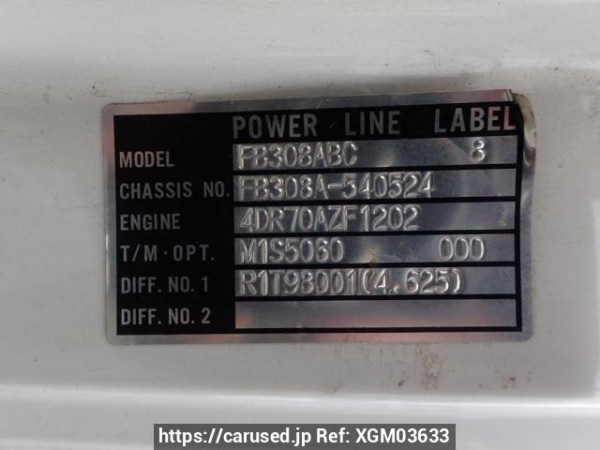 POWER LINE LABEL
MODEL FB308ABC 8
CHASSIS NO. FB308A-540524
ENGINE 4DR70AZF1202
T/M·OPT. M1S5060 000
DIFF. NO. 1 R1T98001(4.625)
DIFF. NO. 2
https://carused.jp Ref: XGM03633